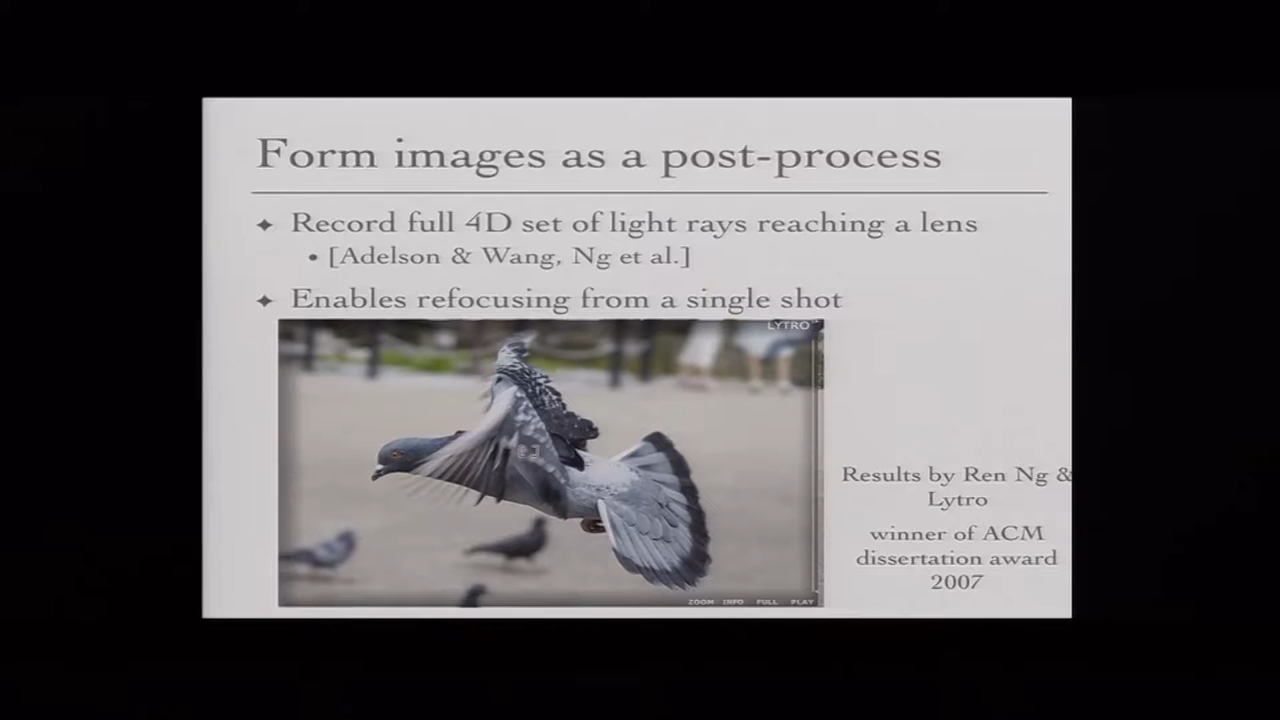 Form images as a post-process
✦ Record full 4D set of light rays reaching a lens
• [Adelson & Wang, Ng et al.]
✦ Enables refocusing from a single shot
LYTRO
Results by Ren Ng &
Lytro
winner of ACM
dissertation award
2007
ZOOM INFO FULL PLAY